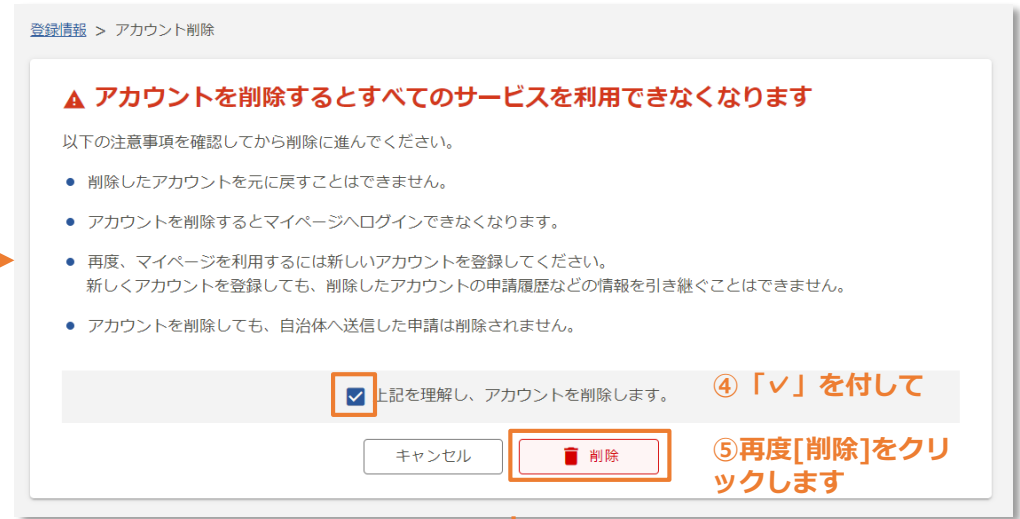 登録情報 > アカウント削除
アカウントを削除するとすべてのサービスを利用できなくなります
以下の注意事項を確認してから削除に進んでください。
削除したアカウントを元に戻すことはできません。
アカウントを削除するとマイページへログインできなくなります。
再度、マイページを利用するには新しいアカウントを登録してください。
新しくアカウントを登録しても、削除したアカウントの申請履歴などの情報を引き継ぐことはできません。
アカウントを削除しても、自治体へ送信した申請は削除されません。
上記を理解し、アカウントを削除します。
④「✓」を付して
キャンセル
削除
⑤再度[削除]をクリ
ックします